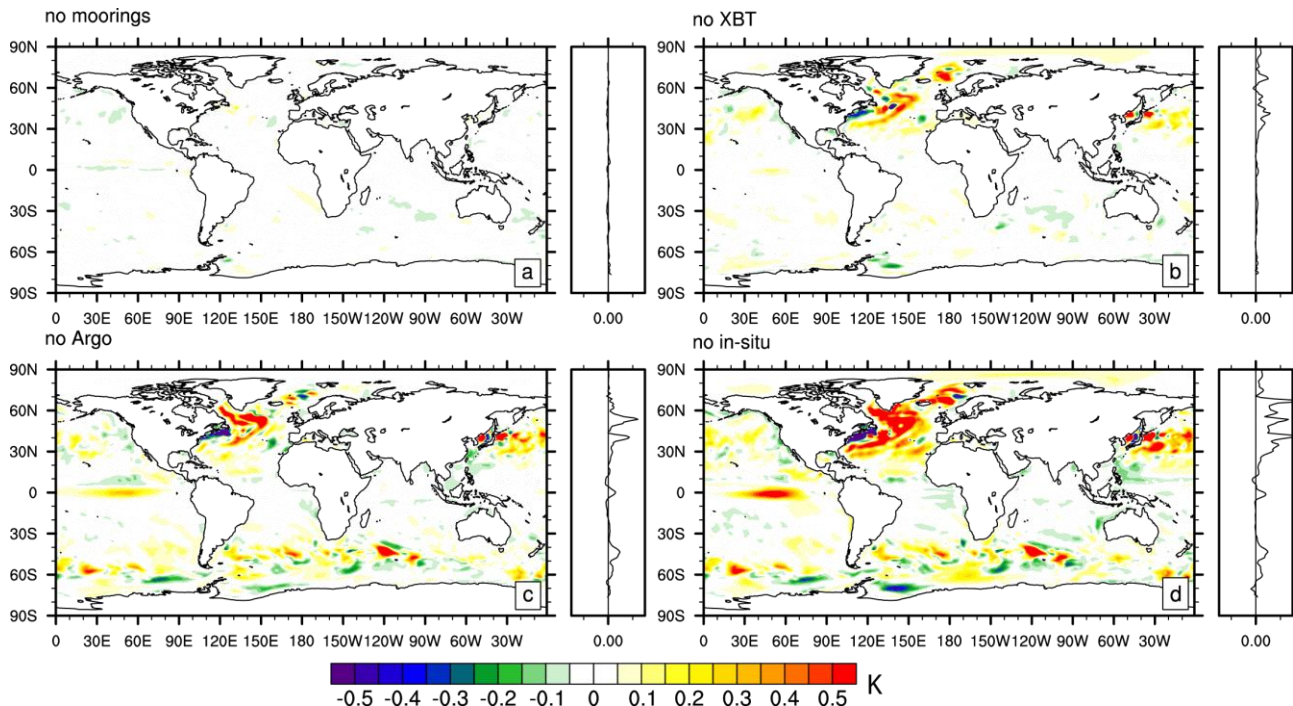 no moorings
no XBT
90N 90N
60N 60N
30N 30N
0 0
30S 30S
60S 60S
a b
90S 90S
0 30E 60E 90E 120E 150E 180 150W 120W 90W 60W 30W 0.00 0 30E 60E 90E 120E 150E 180 150W 120W 90W 60W 30W 0.00
no Argo
no in-situ
90N 90N
60N 60N
30N 30N
0 0
30S 30S
60S 60S
c d
90S 90S
0 30E 60E 90E 120E 150E 180 150W 120W 90W 60W 30W 0.00 0 30E 60E 90E 120E 150E 180 150W 120W 90W 60W 30W 0.00
K
-0.5 -0.4 -0.3 -0.2 -0.1 0 0.1 0.2 0.3 0.4 0.5